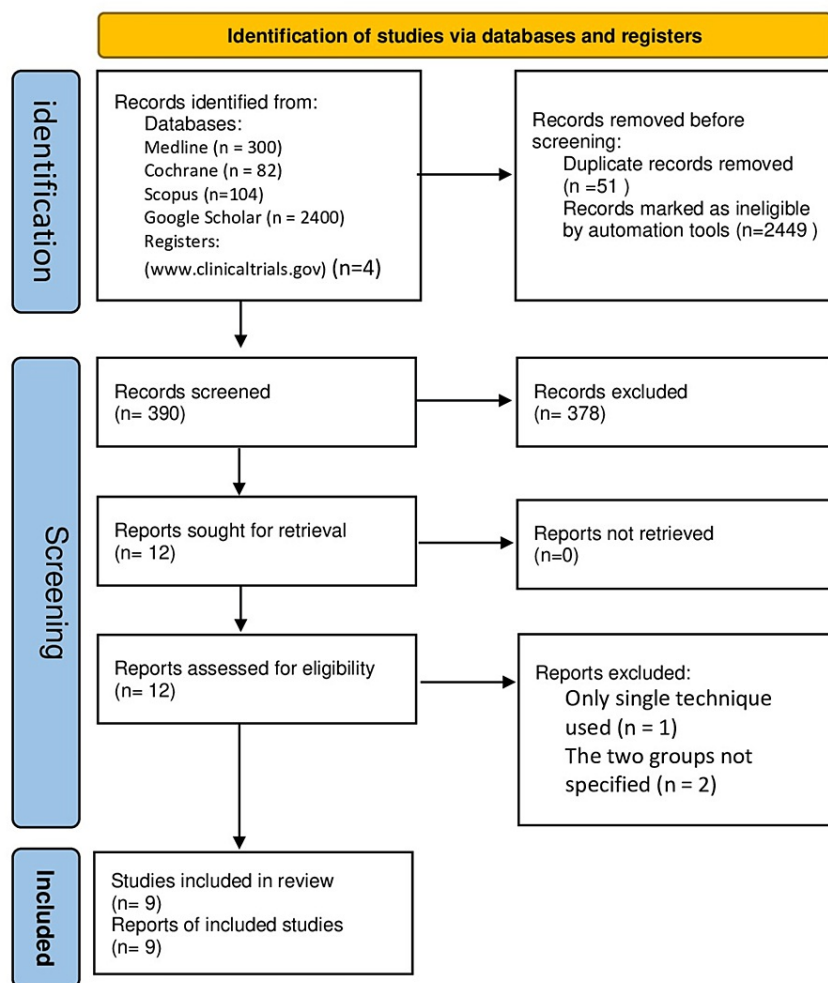 Identification of studies via databases and registers
identification
Records identified from:
Databases:
Medline (n = 300)
Cochrane (n = 82)
Scopus (n=104)
Google Scholar (n = 2400)
Registers:
(www.clinicaltrials.gov) (n=4)
Records removed before
screening:
Duplicate records removed
(n =51 )
Records marked as ineligible
by automation tools (n=2449 )
Screening
Records screened
(n= 390)
Records excluded
(n= 378)
Reports sought for retrieval
(n= 12)
Reports not retrieved
(n=0)
Reports assessed for eligibility
(n= 12)
Reports excluded:
Only single technique
used (n = 1)
The two groups not
specified (n = 2)
Included
Studies included in review
(n= 9)
Reports of included studies
(n= 9)